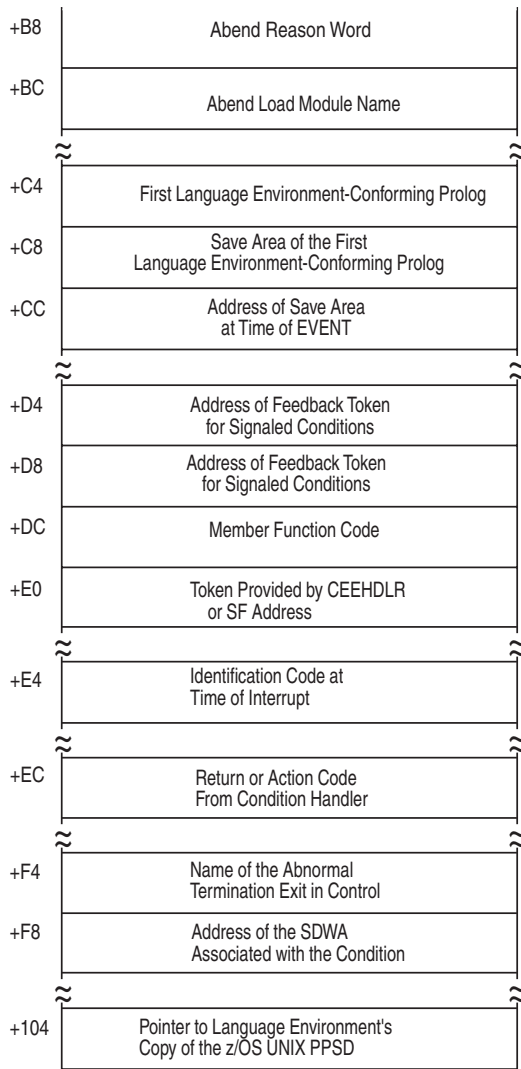 +B8 Abend Reason Word
+BC Abend Load Module Name
+C4 First Language Environment-Conforming Prolog
+C8 Save Area of the First
Language Environment-Conforming Prolog
+CC Address of Save Area
at Time of EVENT
+D4 Address of Feedback Token
for Signaled Conditions
+D8 Address of Feedback Token
for Signaled Conditions
+DC Member Function Code
+E0 Token Provided by CEEHDLR
or SF Address
+E4 Identification Code at
Time of Interrupt
+EC Return or Action Code
From Condition Handler
+F4 Name of the Abnormal
Termination Exit in Control
+F8 Address of the SDWA
Associated with the Condition
+104 Pointer to Language Environment's
Copy of the z/OS UNIX PPSD